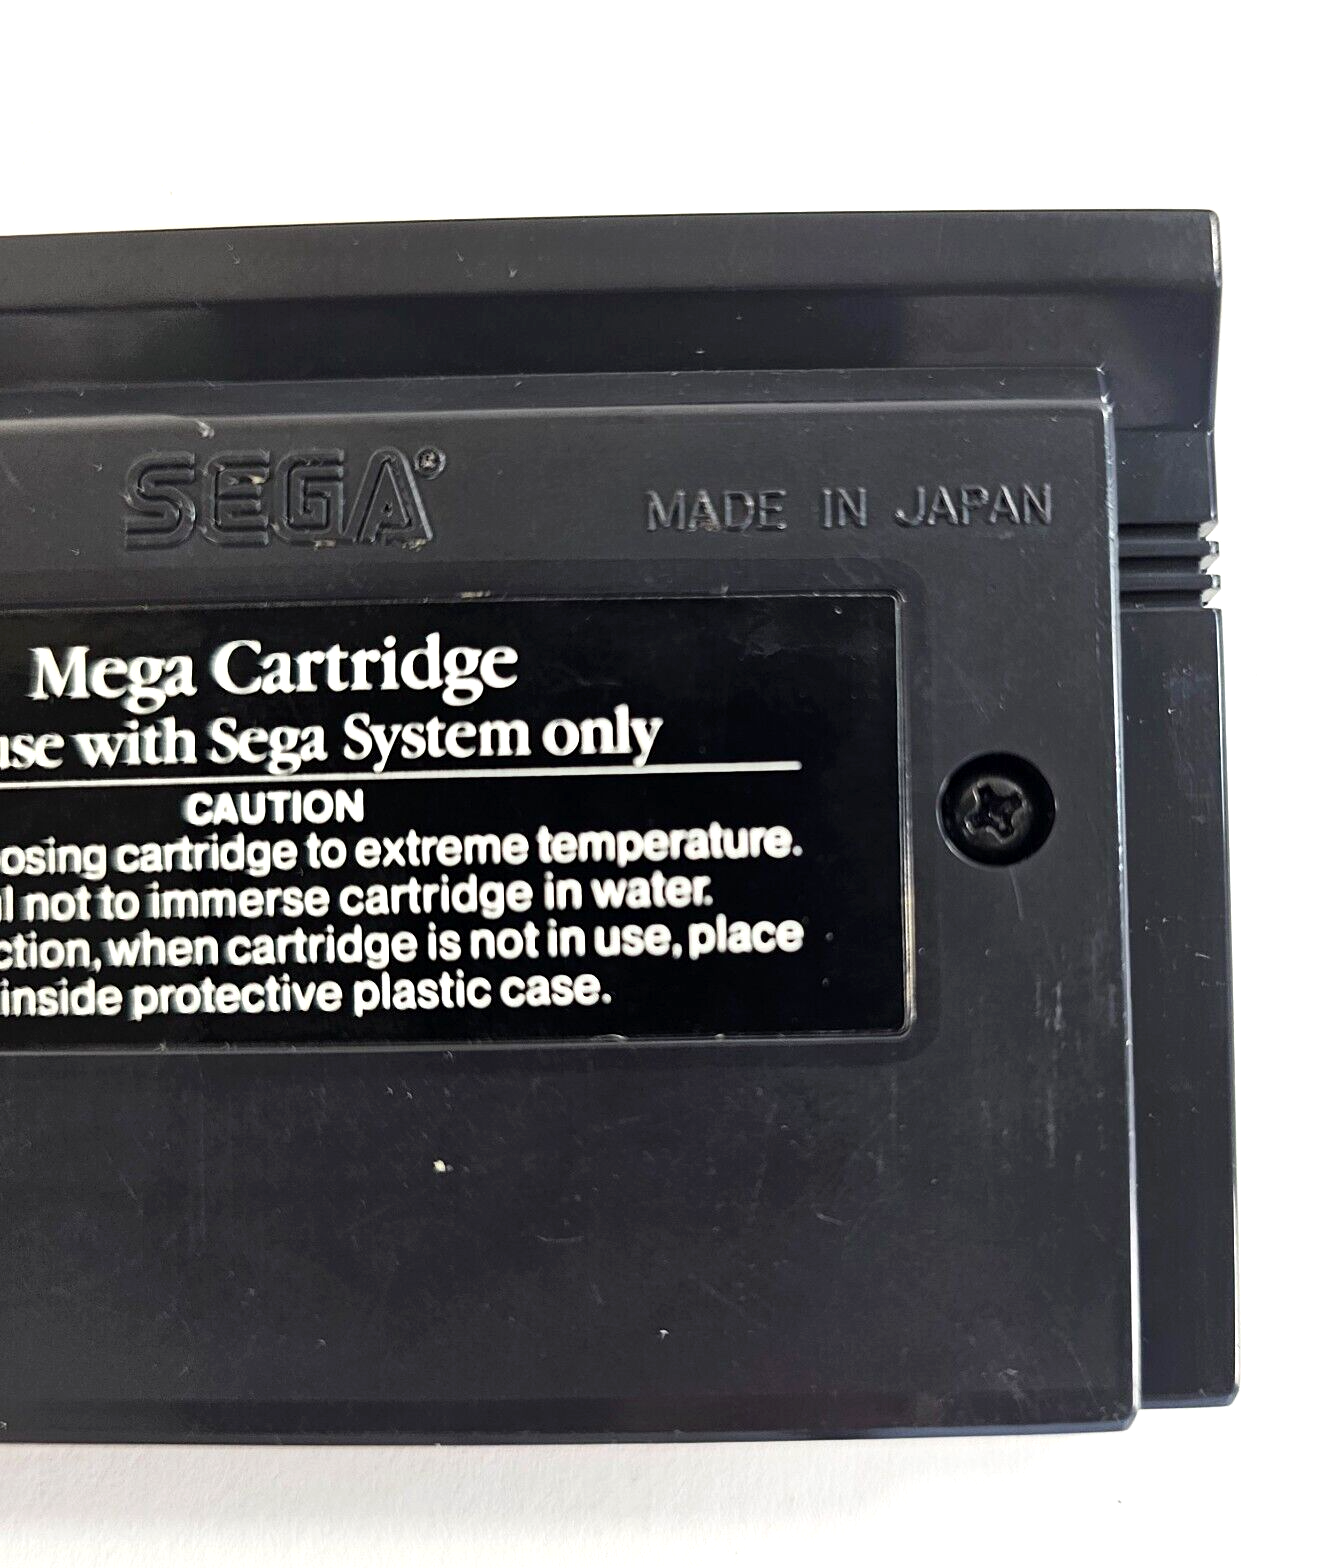 SEGA®
MADE IN JAPAN
Mega Cartridge
use with Sega System only
CAUTION
osing cartridge to extreme temperature.
l not to immerse cartridge in water.
ction, when cartridge is not in use, place
inside protective plastic case.